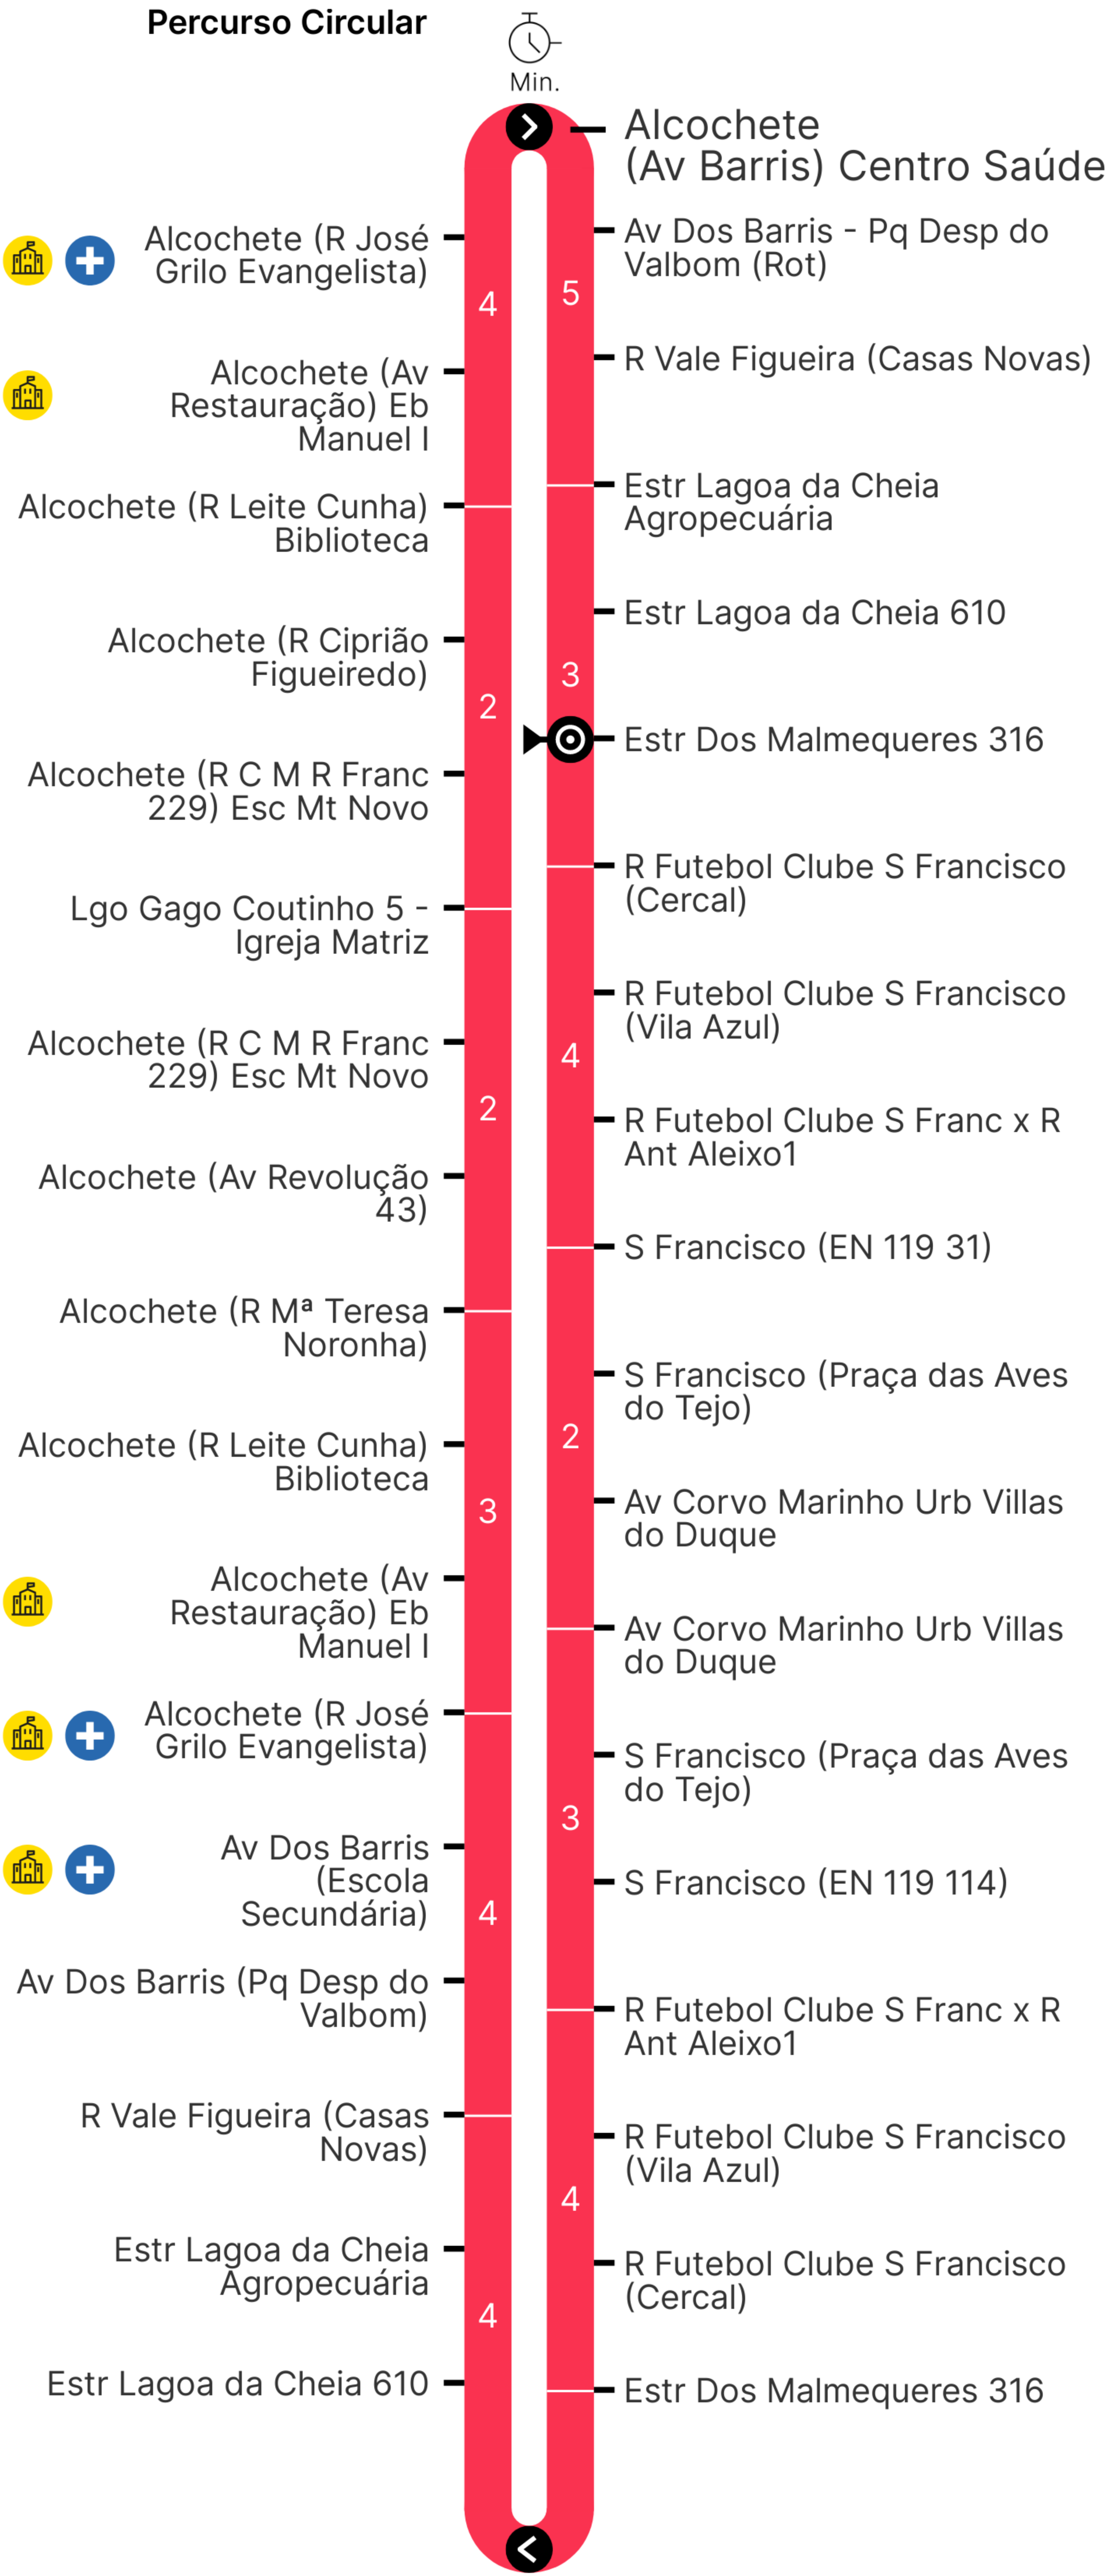 Percurso Circular
Min.
Alcochete
(Av Barris) Centro Saúde
Av Dos Barris - Pq Desp do
Valbom (Rot)
5
R Vale Figueira (Casas Novas)
Estr Lagoa da Cheia
Agropecuária
Estr Lagoa da Cheia 610
3
Estr Dos Malmequeres 316
R Futebol Clube S Francisco
(Cercal)
R Futebol Clube S Francisco
(Vila Azul)
4
R Futebol Clube S Franc x R
Ant Aleixo1
S Francisco (EN 119 31)
S Francisco (Praça das Aves
do Tejo)
2
Av Corvo Marinho Urb Villas
do Duque
Av Corvo Marinho Urb Villas
do Duque
S Francisco (Praça das Aves
do Tejo)
3
S Francisco (EN 119 114)
R Futebol Clube S Franc x R
Ant Aleixo1
R Futebol Clube S Francisco
(Vila Azul)
4
R Futebol Clube S Francisco
(Cercal)
Estr Dos Malmequeres 316
Alcochete (R José
Grilo Evangelista)
4
Alcochete (Av
Restauração) Eb
Manuel I
Alcochete (R Leite Cunha)
Biblioteca
Alcochete (R Ciprião
Figueiredo)
2
Alcochete (R C M R Franc
229) Esc Mt Novo
Lgo Gago Coutinho 5 -
Igreja Matriz
Alcochete (R C M R Franc
229) Esc Mt Novo
2
Alcochete (Av Revolução
43)
Alcochete (R Mª Teresa
Noronha)
Alcochete (R Leite Cunha)
Biblioteca
3
Alcochete (Av
Restauração) Eb
Manuel I
Alcochete (R José
Grilo Evangelista)
Av Dos Barris
(Escola
Secundária)
4
Av Dos Barris (Pq Desp do
Valbom)
R Vale Figueira (Casas
Novas)
Estr Lagoa da Cheia
Agropecuária
4
Estr Lagoa da Cheia 610